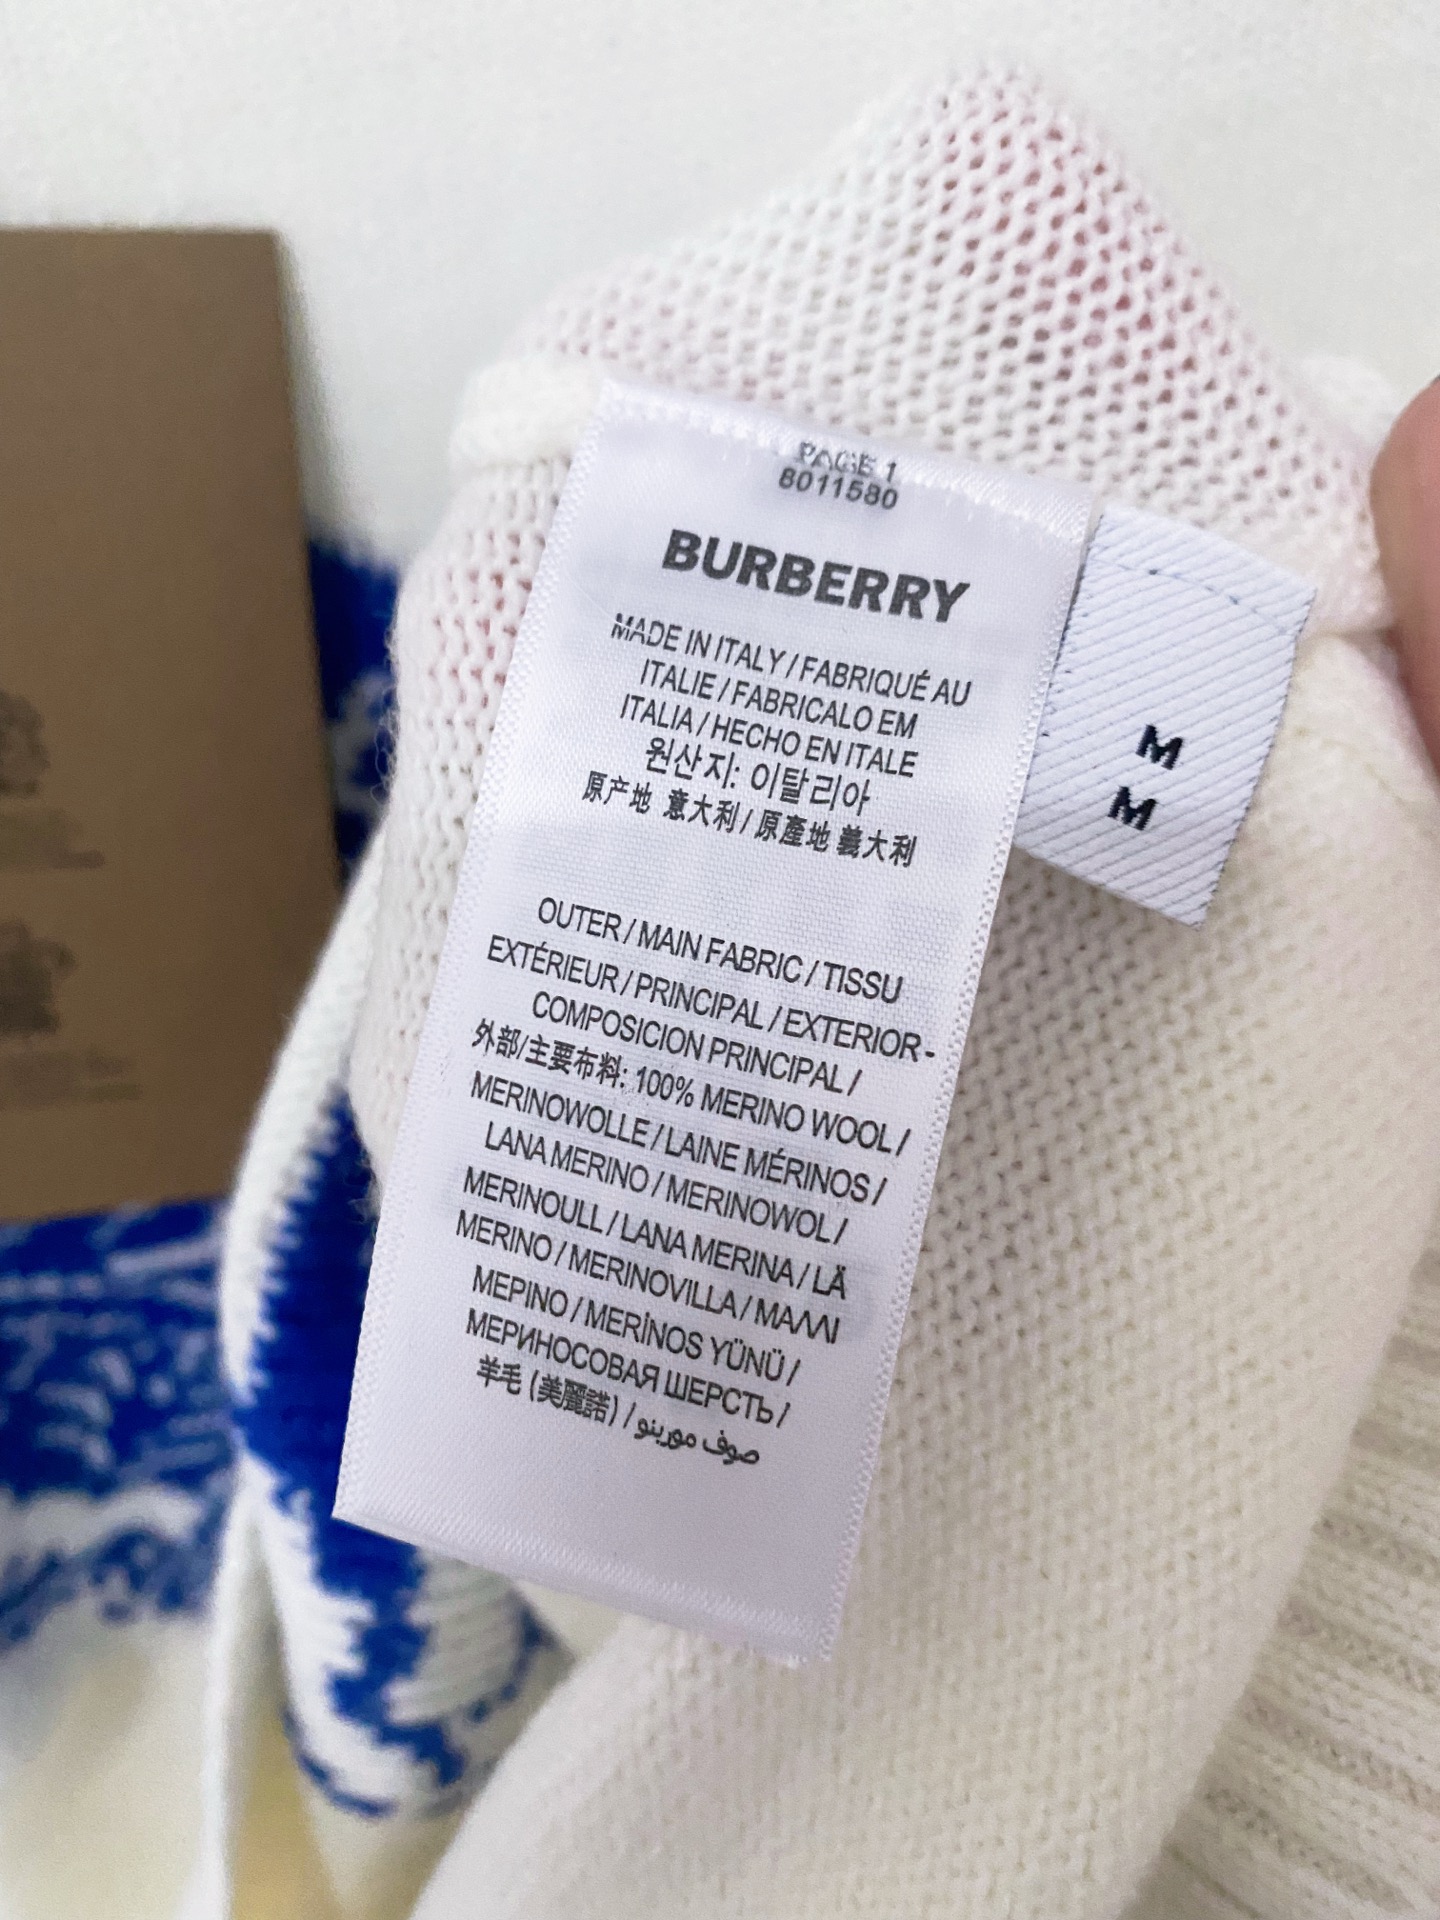 PAGE 1
8011580
BURBERRY
MADE IN ITALY / FABRIQUÉ AU
ITALIE / FABRICALO EM
ITALIA / HECHO EN ITALE
원산지: 이탈리아
原产地 意大利 / 原產地 義大利
OUTER / MAIN FABRIC / TISSU
EXTÉRIEUR / PRINCIPAL / EXTERIOR-
COMPOSICION PRINCIPAL /
外部/主要布料: 100% MERINO WOOL /
MERINOWOLLE / LAINE MÉRINOS /
LANA MERINO / MERINOWOL /
MERINOULL / LANA MERINA / LÃ
MERINO / MERINOVILLA / ΜΑΛΛΙ
ΜΕΡΙΝΟ / MERİNOS YÜNÜ /
МЕРИНОСОВАЯ ШЕРСТЬ /
羊毛 (美麗諾) / صوف مورينو
M
M